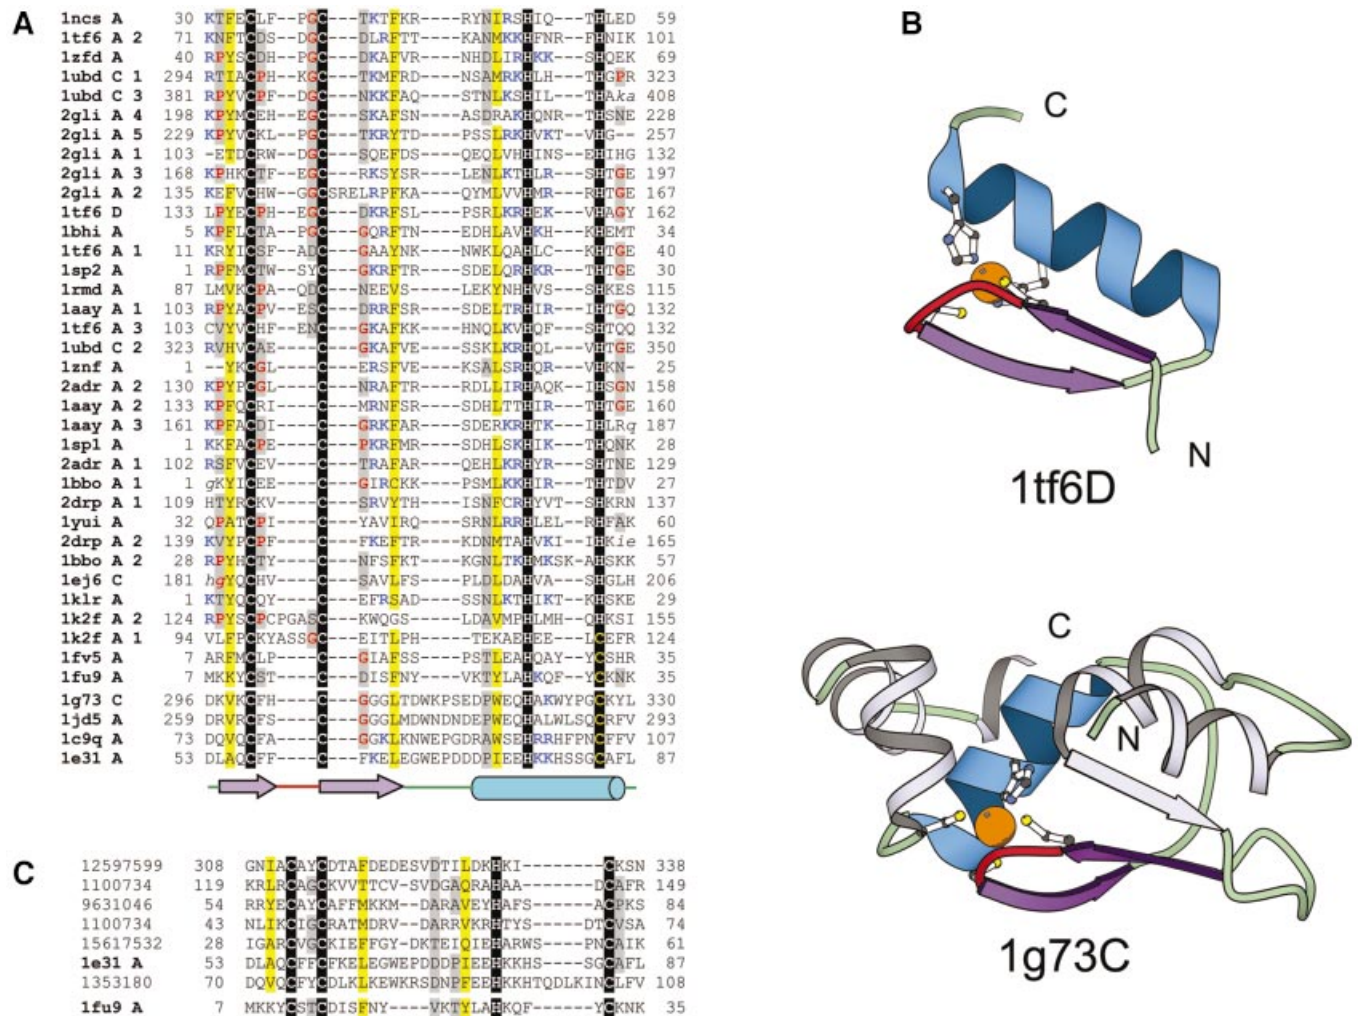 A
1ncs A 30 KTFECLF--PGC---TKTFKR----RYNIRSHIQ---THLED 59
1tf6 A 2 71 KNFTCDS--DGC---DLRFTT----KANMKKHFNR--FHNIK 101
1zfd A 40 RPYSCDH--PGC---DKAFVR----NHDLIRHKK---SHQEK 69
1ubd C 1 294 RTIACPH--KGC---TKMFRD----NSAMRKHLH---THGPR 323
1ubd C 3 381 RPYVCPF--DGC---NKKFAQ----STNLKSHIL---THAka 408
2gli A 4 198 KPYMCEH--EGC---SKAFSN----ASDRAKHQNR--THSNE 228
2gli A 5 229 KPYVCKL--PGC---TKRYTD----PSSLRKHVKT--VHG-- 257
2gli A 1 103 -ETDCRW--DGC---SQEFDS----QEQLVHHINS--EHIHG 132
2gli A 3 168 KPHKCTF--EGC---RKSYSR----LENLKTHLR---SHTGE 197
2gli A 2 135 KEFVCHW--GGCSRELRPFKA----QYMLVVHMR---RHTGE 167
1tf6 D 133 LPYECPH--EGC---DKRFSL----PSRLKRHEK---VHAGY 162
1bhi A 5 KPFLCTA--PGC---GQRFTN----EDHLAVHKH---KHEMT 34
1tf6 A 1 11 KRYICSF--ADC---GAAYNK----NWKLQAHLC---KHTGE 40
1sp2 A 1 RPFMCTW--SYC---GKRFTR----SDELQRHKR---THTGE 30
1rmd A 87 LMVKCPA--QDC---NEEVS-----LEKYNHHVS---SHKES 115
1aay A 1 103 RPYACPV--ESC---DRRFSR----SDELTRHIR---IHTGQ 132
1tf6 A 3 103 CVYVCHF--ENC---GKAFKK----HNQLKVHQF---SHTQQ 132
1ubd C 2 323 RVHVCAE----C---GKAFVE----SSKLKRHQL---VHTGE 350
1znf A 1 --YKCGL----C---ERSFVE----KSALSRHQR---VHKN- 25
2adr A 2 130 KPYPCGL----C---NRAFTR----RDLLIRHAQK--IHSGN 158
1aay A 2 133 KPFQCRI----C---MRNFSR----SDHLTTHIR---THTGE 160
1aay A 3 161 KPFACDI----C---GRKFAR----SDERKRHTK---IHLRq 187
1sp1 A 1 KKFACPE----C---PKRFMR----SDHLSKHIK---THQNK 28
2adr A 1 102 RSFVCEV----C---TRAFAR----QEHLKRHYR---SHTNE 129
1bbo A 1 1 gKYICEE----C---GIRCKK----PSMLKKHIR---THTDV 27
2drp A 1 109 HTYRCKV----C---SRVYTH----ISNFCRHYVT--SHKRN 137
1yui A 32 QPATCPI----C---YAVIRQ----SRNLRRHLEL--RHFAK 60
2drp A 2 139 KVYPCPF----C---FKEFTR----KDNMTAHVKI--IHKie 165
1bbo A 2 28 RPYHCTY----C---NFSFKT----KGNLTKHMKSK-AHSKK 57
1ej6 C 181 hgYQCHV----C---SAVLFS----PLDLDAHVA---SHGLH 206
1klr A 1 KTYQCQY----C---EFRSAD----SSNLKTHIKT--KHSKE 29
1k2f A 2 124 RPYSCPCPGASC---KWQGS-----LDAVMPHLMH--QHKSI 155
1k2f A 1 94 VLFPCKYASSGC---EITLPH----TEKAEHEE---LCEFR 124
1fv5 A 7 ARFMCLP----C---GIAFSS----PSTLEAHQAY--YCSHR 35
1fu9 A 7 MKKYCST----C---DISFNY----VKTYLAHKQF--YCKNK 35
1g73 C 296 DKVKCFH----C---GGGLTDWKPSEDPWEQHAKWYPGCKYL 330
1jd5 A 259 DRVRCFS----C---GGGLMDWNDNDEPWEQHALWLSQCRFV 293
1c9q A 73 DQVQCFA----C---GGKLKNWEPGDRAWSEHRRHFPNCFFV 107
1e31 A 53 DLAQCFF----C---FKELEGWEPDDDPIEEHKKHSSGCAFL 87
B
C
N
1tf6D
C
N
1g73C
C
12597599 308 GNIACAYCDTAFDEDESVDTILDKHKI--------CKSN 338
1100734 119 KRLRCAGCKVVTTCV-SVDGAQRAHAA-------DCAFR 149
9631046 54 RRYECAYCAFFMKKM-DARAVEYHAFS-------ACPKS 84
1100734 43 NLIKCIGCRATMDRV-DARRVKRHTYS------DTCVSA 74
15617532 28 IGARCVGCKIEFFGY-DKTEIQIEHARWS-----PNCAIK 61
1e31 A 53 DLAQCFFCFKELEGWEPDDDPIEEHKKHS----SGCAFL 87
1353180 70 DQVQCFYCDLKLKEWKRSDNPFEEHKKHTQDLKINCLFV 108
1fu9 A 7 MKKYCSTCDISFNY----VKTYLAHKQF-------YCKNK 35